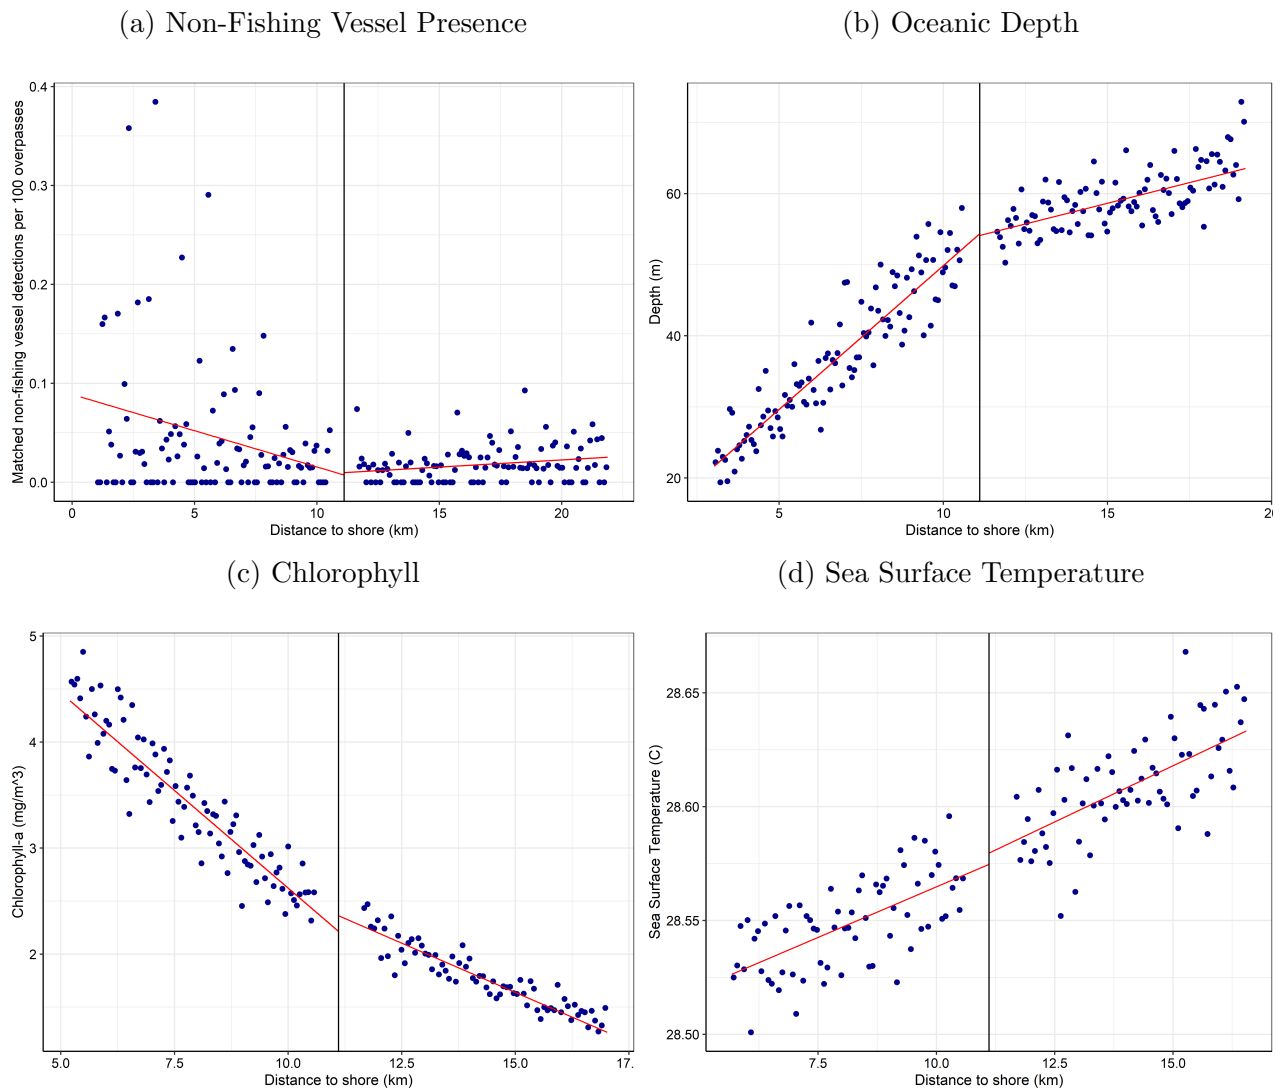 (a) Non-Fishing Vessel Presence
Matched non-fishing vessel detections per 100 overpasses
0.4
0.3
0.2
0.1
0.0
0 5 10 15 20
Distance to shore (km)
(b) Oceanic Depth
Depth (m)
60
40
20
5 10 15 20
Distance to shore (km)
(c) Chlorophyll
Chlorophyll-a (mg/m^3)
5
4
3
2
5.0 7.5 10.0 12.5 15.0 17.
Distance to shore (km)
(d) Sea Surface Temperature
Sea Surface Temperature (C)
28.65
28.60
28.55
28.50
7.5 10.0 12.5 15.0
Distance to shore (km)